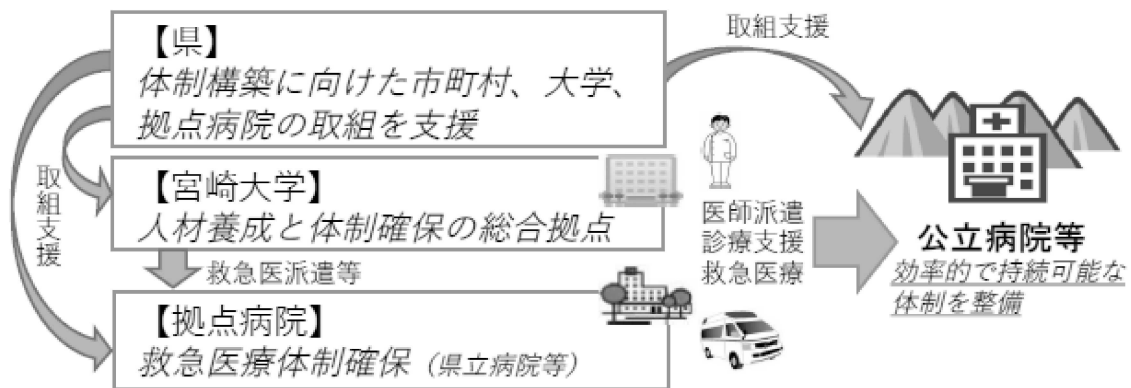 【県】
体制構築に向けた市町村、大学、
拠点病院の取組を支援
取組支援
取組支援
【宮崎大学】
人材養成と体制確保の総合拠点
救急医派遣等
【拠点病院】
救急医療体制確保（県立病院等）
医師派遣
診療支援
救急医療
公立病院等
効率的で持続可能な
体制を整備